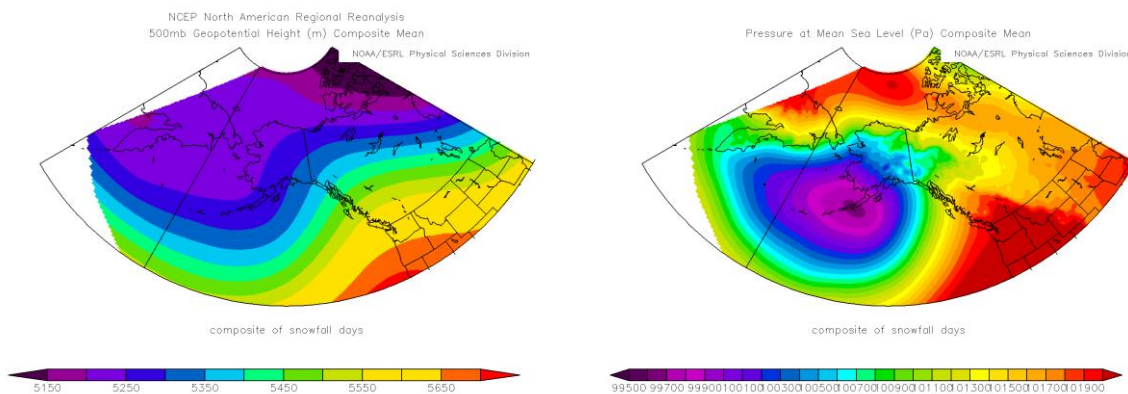 NCEP North American Regional Reanalysis
500mb Geopotential Height (m) Composite Mean
NOAA/ESRL Physical Sciences Division
composite of snowfall days
5150 5250 5350 5450 5550 5650
Pressure at Mean Sea Level (Pa) Composite Mean
NOAA/ESRL Physical Sciences Division
composite of snowfall days
99500 99700 99900 100100 100300 100500 100700 100900 101100 101300 101500 101700 101900